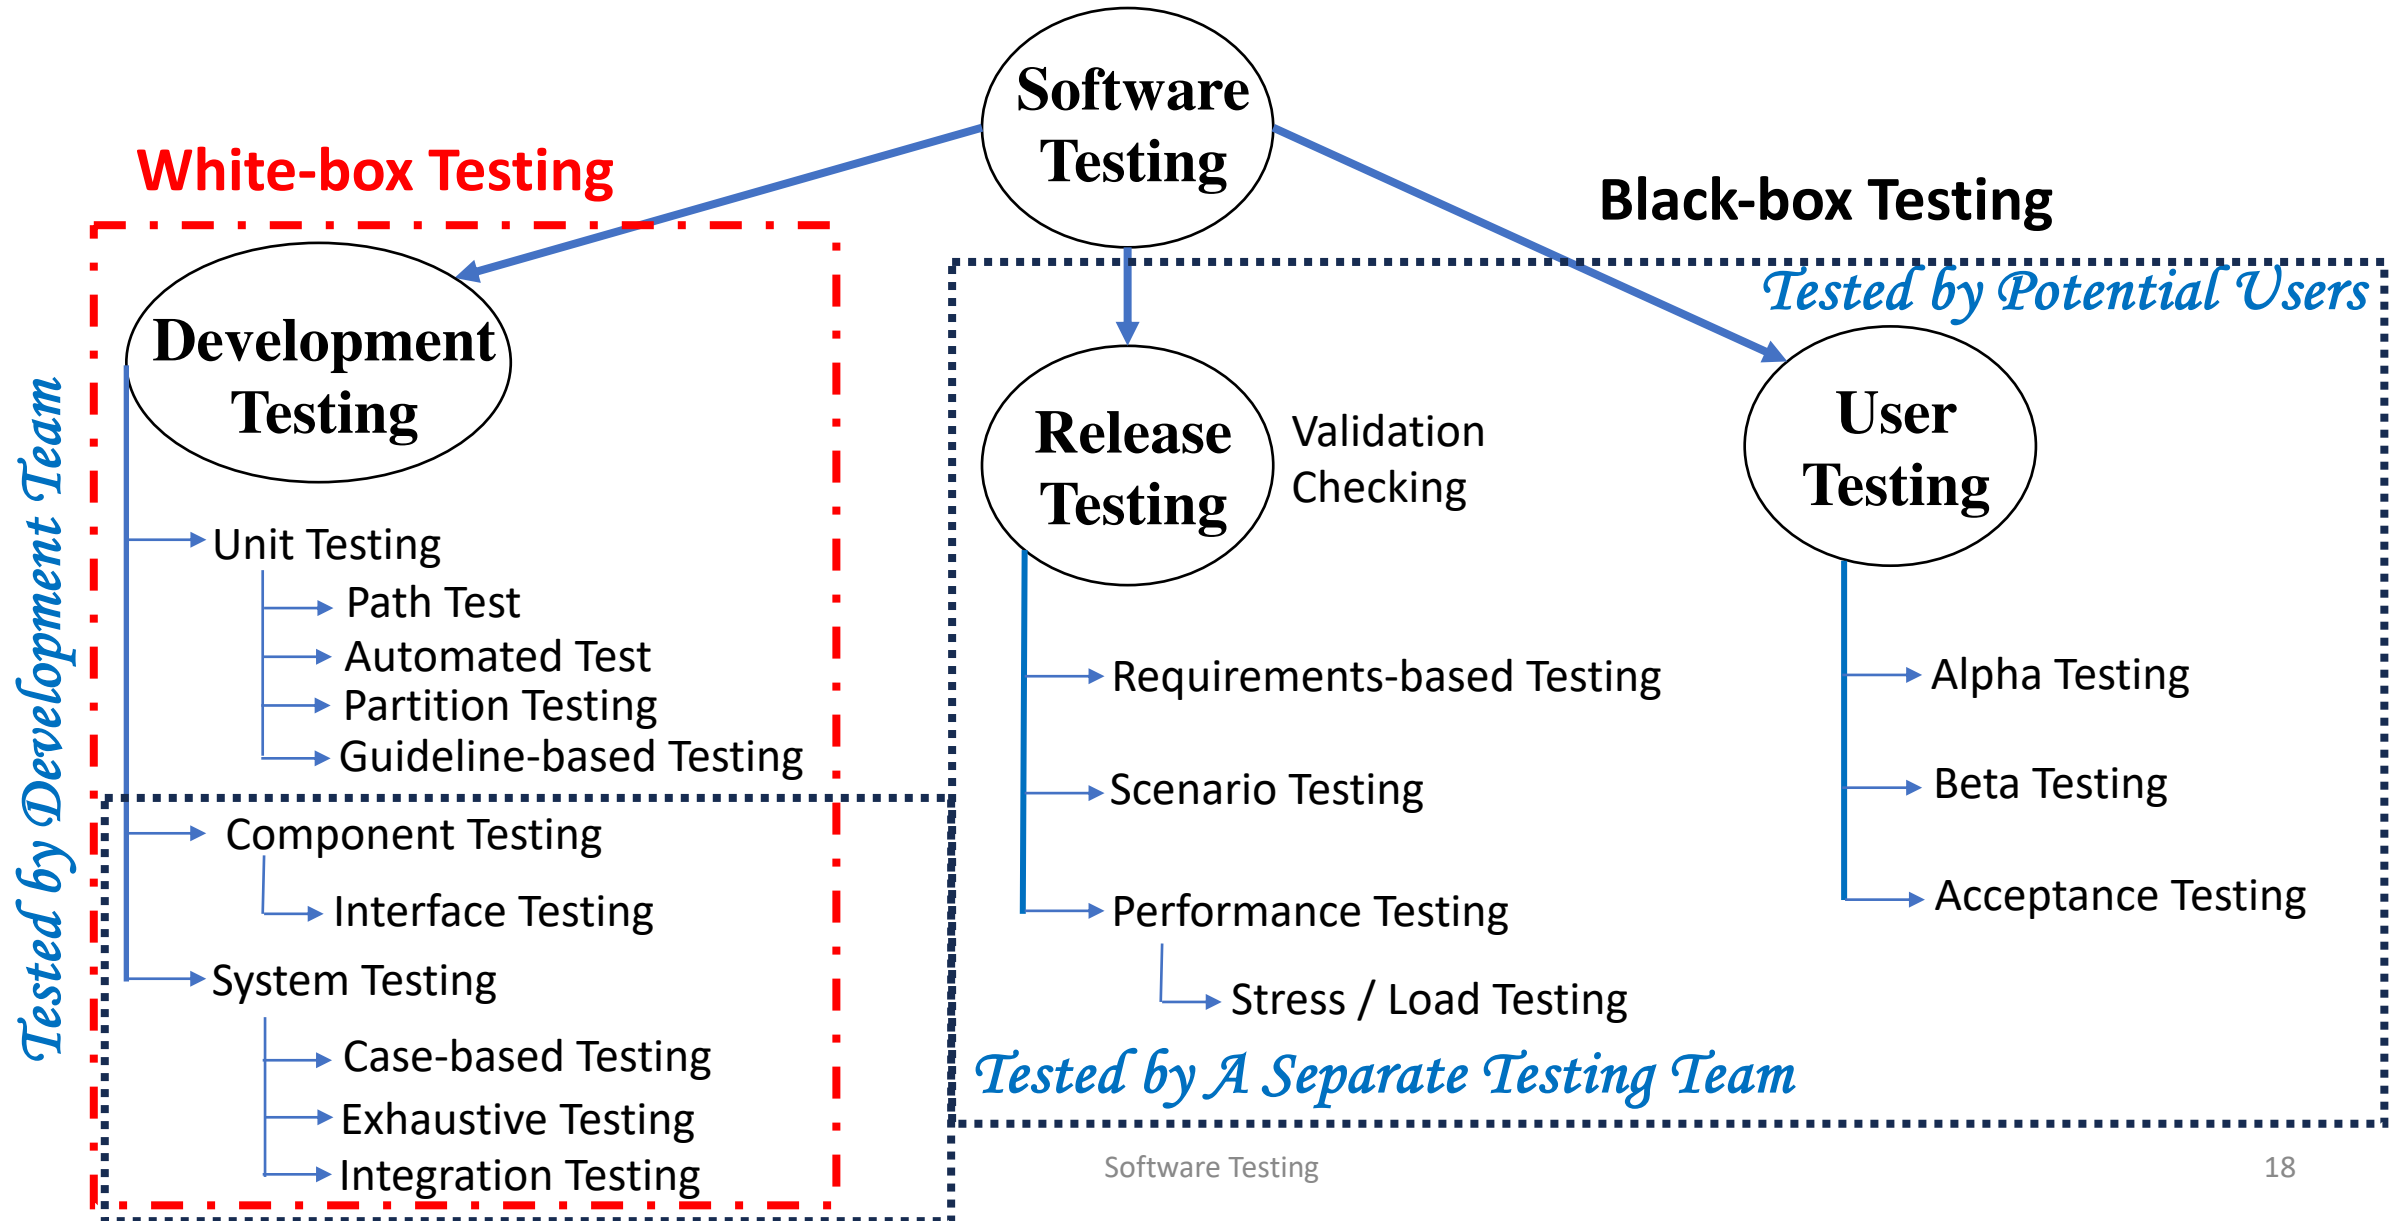 Software
Testing
White-box Testing
Black-box Testing
Tested by Development Team
Development
Testing
Unit Testing
Path Test
Automated Test
Partition Testing
Guideline-based Testing
Component Testing
Interface Testing
System Testing
Case-based Testing
Exhaustive Testing
Integration Testing
Release
Testing
Validation
Checking
Requirements-based Testing
Scenario Testing
Performance Testing
Stress / Load Testing
Tested by A Separate Testing Team
Tested by Potential Users
User
Testing
Alpha Testing
Beta Testing
Acceptance Testing
Software Testing
18